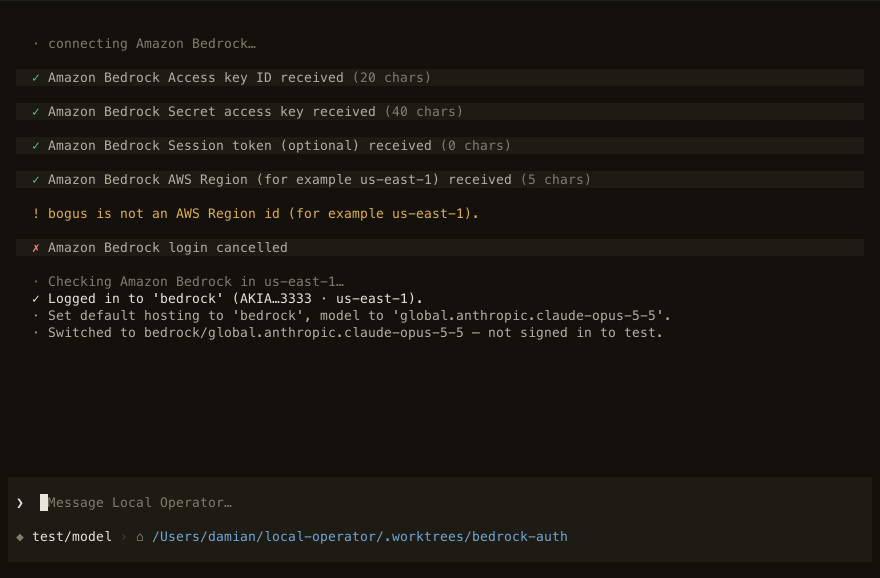 · connecting Amazon Bedrock…
✓ Amazon Bedrock Access key ID received (20 chars)
✓ Amazon Bedrock Secret access key received (40 chars)
✓ Amazon Bedrock Session token (optional) received (0 chars)
✓ Amazon Bedrock AWS Region (for example us-east-1) received (5 chars)
! bogus is not an AWS Region id (for example us-east-1).
✗ Amazon Bedrock login cancelled
· Checking Amazon Bedrock in us-east-1…
✓ Logged in to 'bedrock' (AKIA…3333 · us-east-1).
· Set default hosting to 'bedrock', model to 'global.anthropic.claude-opus-5-5'.
· Switched to bedrock/global.anthropic.claude-opus-5-5 — not signed in to test.
❯ Message Local Operator…
◆ test/model › ⌂ /Users/damian/local-operator/.worktrees/bedrock-auth